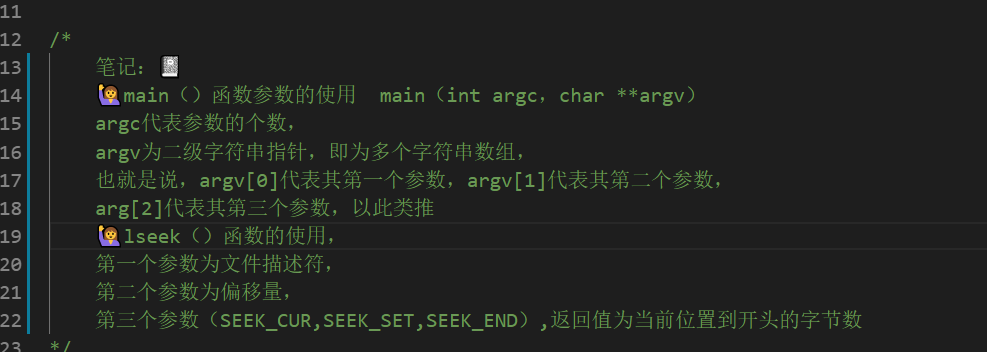 11
12 /*
13 笔记：📓
14 🙋main（）函数参数的使用 main（int argc，char **argv）
15 argc代表参数的个数，
16 argv为二级字符串指针，即为多个字符串数组，
17 也就是说，argv[0]代表其第一个参数，argv[1]代表其第二个参数，
18 arg[2]代表其第三个参数，以此类推
19 🙋lseek（）函数的使用，
20 第一个参数为文件描述符，
21 第二个参数为偏移量，
22 第三个参数（SEEK_CUR,SEEK_SET,SEEK_END）,返回值为当前位置到开头的字节数
23 */